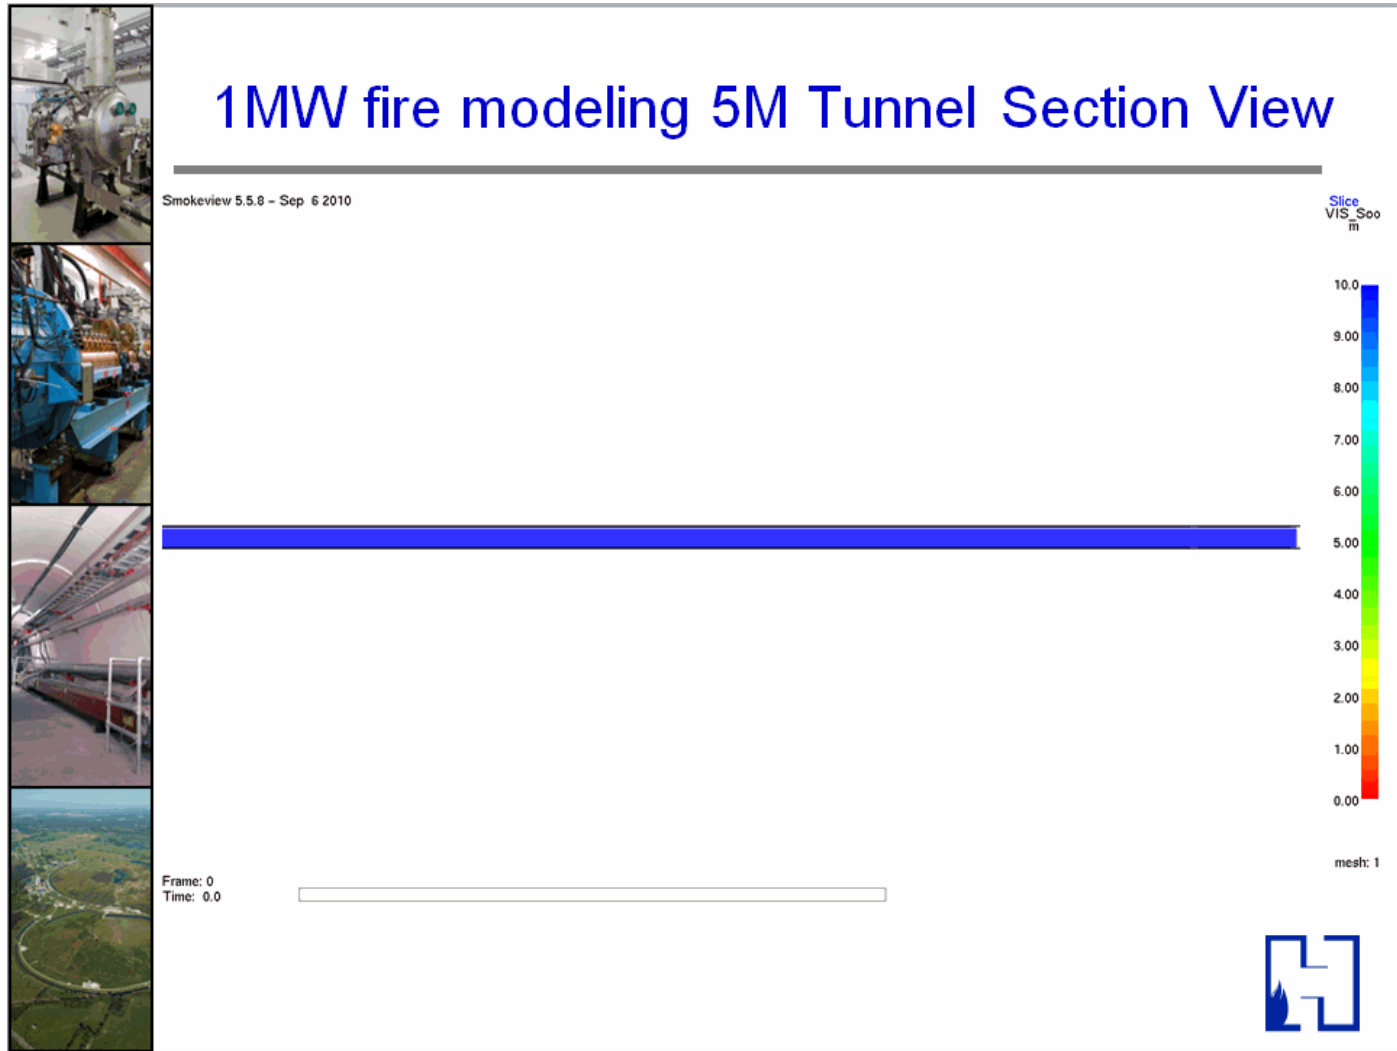 1MW fire modeling 5M Tunnel Section View
Smokeview 5.5.8 – Sep 6 2010
Slice
VIS_Soo
m
10.0
9.00
8.00
7.00
6.00
5.00
4.00
3.00
2.00
1.00
0.00
mesh: 1
Frame: 0
Time: 0.0
H